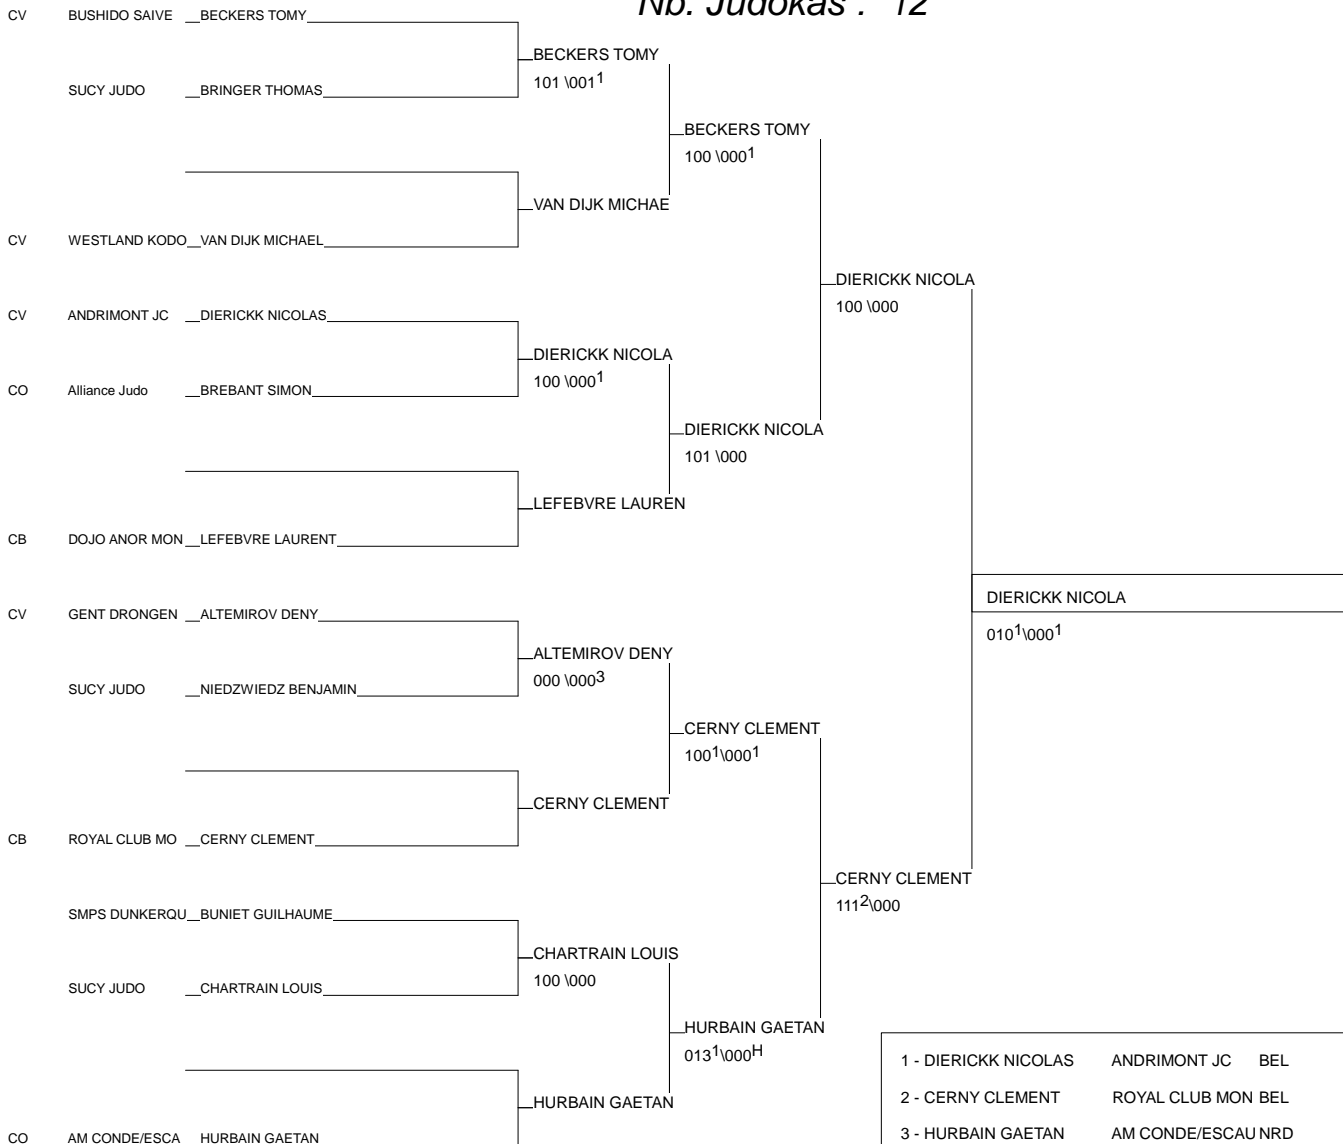 Nb. Judokas : 12
CV BUSHIDO SAIVE BECKERS TOMY
BECKERS TOMY
101 \001 1
SUCY JUDO BRINGER THOMAS
BECKERS TOMY
100 \000 1
VAN DIJK MICHAE
CV WESTLAND KODO VAN DIJK MICHAEL
DIERICKK NICOLA
100 \000
CV ANDRIMONT JC DIERICKK NICOLAS
DIERICKK NICOLA
100 \000 1
CO Alliance Judo BREBANT SIMON
DIERICKK NICOLA
101 \000
LEFEBVRE LAUREN
CB DOJO ANOR MON LEFEBVRE LAURENT
DIERICKK NICOLA
010 1\000 1
CV GENT DRONGEN ALTEMIROV DENY
ALTEMIROV DENY
000 \000 3
SUCY JUDO NIEDZWIEDZ BENJAMIN
CERNY CLEMENT
100 1\000 1
CERNY CLEMENT
CB ROYAL CLUB MO CERNY CLEMENT
CERNY CLEMENT
111 2\000
SMPS DUNKERQU BUNIET GUILHAUME
CHARTRAIN LOUIS
100 \000
SUCY JUDO CHARTRAIN LOUIS
HURBAIN GAETAN
013 1\000 H
HURBAIN GAETAN
CO AM CONDE/ESCA HURBAIN GAETAN
1 - DIERICKK NICOLAS ANDRIMONT JC BEL
2 - CERNY CLEMENT ROYAL CLUB MON BEL
3 - HURBAIN GAETAN AM CONDE/ESCAU NRD